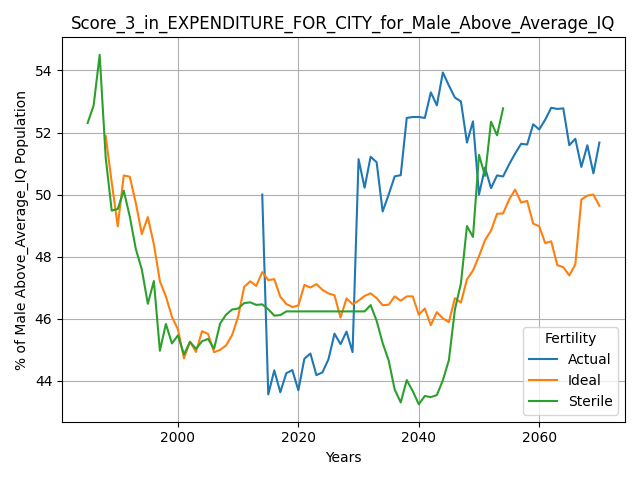 Score_3_in_EXPENDITURE_FOR_CITY_for_Male_Above_Average_IQ
% of Male Above_Average_IQ Population
54
52
50
48
46
44
2000
2020
2040
2060
Years
Fertility
Actual
Ideal
Sterile